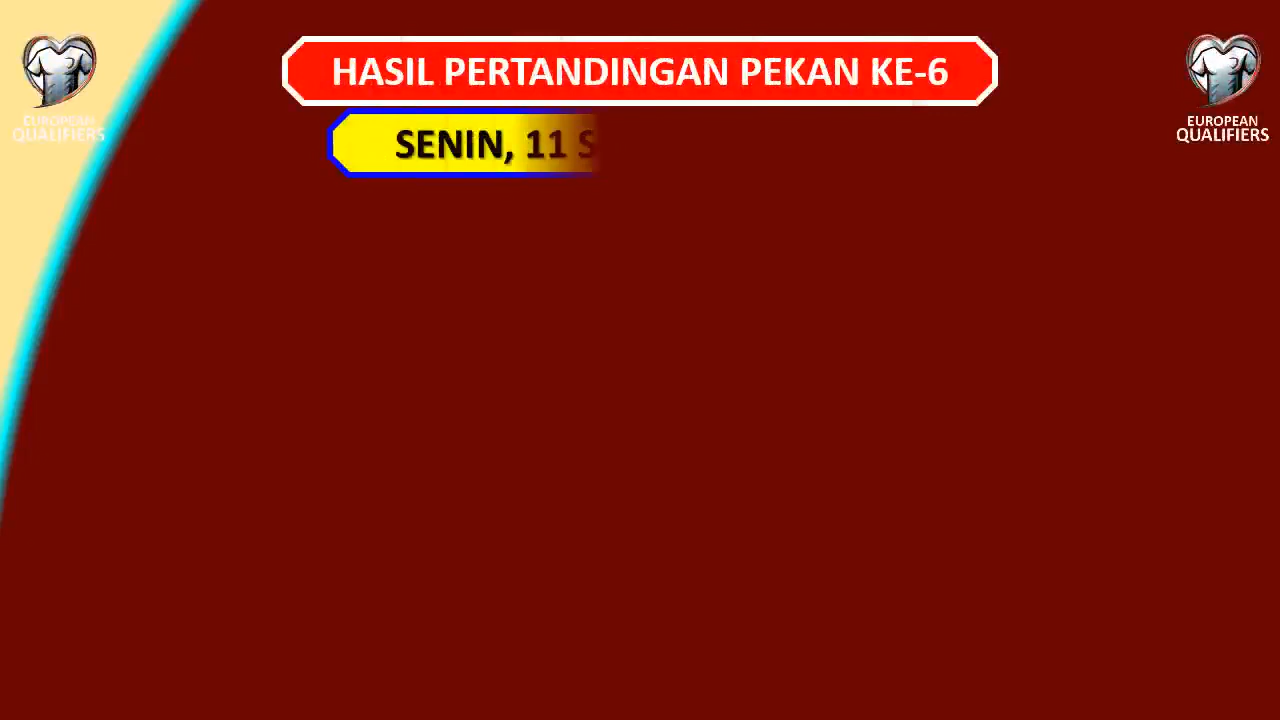 HASIL PERTANDINGAN PEKAN KE-6
SENIN, 11 S
EUROPEAN
QUALIFIERS
EUROPEAN
QUALIFIERS